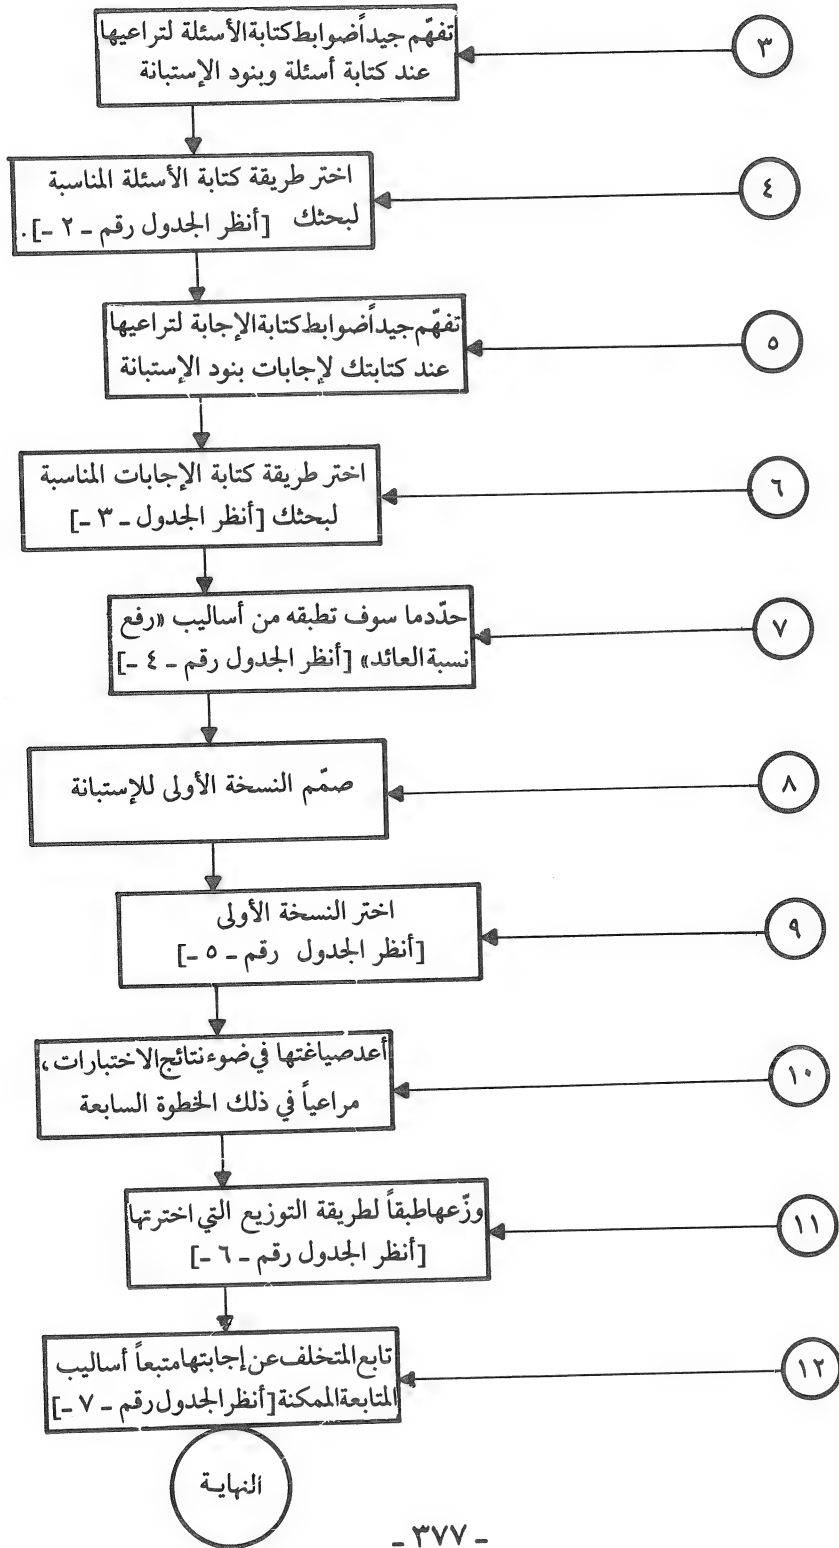 ٣
تفهّم جيداً ضوابط كتابة الأسئلة لتراعيها
عند كتابة أسئلة وبنود الإستبانة
٤
اختر طريقة كتابة الأسئلة المناسبة
لبحثك [أنظر الجدول رقم ـ ٢ ـ].
٥
تفهّم جيداً ضوابط كتابة الإجابة لتراعيها
عند كتابتك لإجابات بنود الإستبانة
٦
اختر طريقة كتابة الإجابات المناسبة
لبحثك [أنظر الجدول ـ ٣ ـ]
٧
حدّد ما سوف تطبقه من أساليب «رفع
نسبة العائد» [أنظر الجدول رقم ـ ٤ ـ]
٨
صمّم النسخة الأولى للإستبانة
٩
اختر النسخة الأولى
[أنظر الجدول رقم ـ ٥ ـ]
١٠
أعد صياغتها في ضوء نتائج الاختبارات،
مراعياً في ذلك الخطوة السابعة
١١
وزّعها طبقاً لطريقة التوزيع التي اخترتها
[أنظر الجدول رقم ـ ٦ ـ]
١٢
تابع المتخلف عن إجابتها متبعاً أساليب
المتابعة الممكنة [أنظر الجدول رقم ـ ٧ ـ]
النهاية
ـ ٣٧٧ ـ